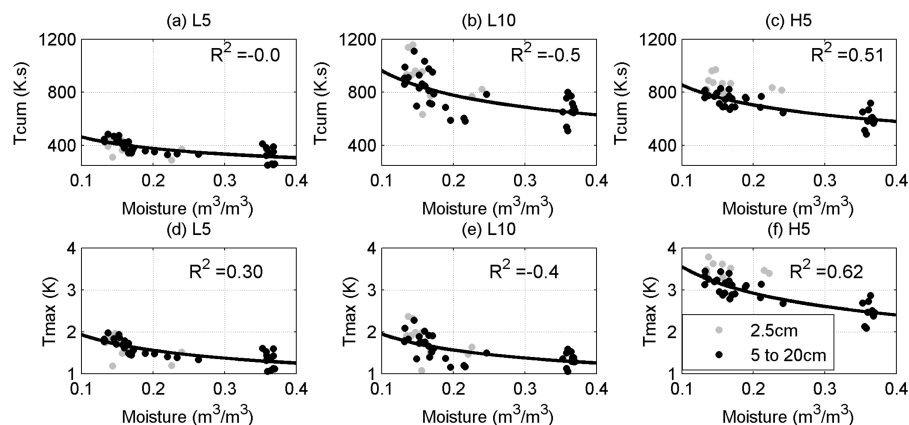 (a) L5
(b) L10
(c) H5
1200
800
400
Tcum (K.s)
R² =-0.0
0.1 0.2 0.3 0.4
Moisture (m³/m³)
1200
800
400
Tcum (K.s)
R² =-0.5
0.1 0.2 0.3 0.4
Moisture (m³/m³)
1200
800
400
Tcum (K.s)
R² =0.51
0.1 0.2 0.3 0.4
Moisture (m³/m³)
(d) L5
(e) L10
(f) H5
4
3
2
1
Tmax (K)
R² =0.30
0.1 0.2 0.3 0.4
Moisture (m³/m³)
4
3
2
1
Tmax (K)
R² =-0.4
0.1 0.2 0.3 0.4
Moisture (m³/m³)
4
3
2
1
Tmax (K)
R² =0.62
2.5cm
5 to 20cm
0.1 0.2 0.3 0.4
Moisture (m³/m³)